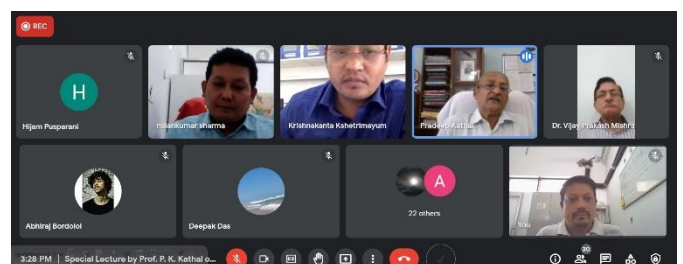 REC
H
Hijam Pusparani
milankumar sharma
Krishnakanta Kshetrimayum
Pradeep Kathal
Dr. Vijay Prakash Mishra
Abhiraj Bordoloi
Deepak Das
A
22 others
You
30
3:28 PM | Special Lecture by Prof. P. K. Kathal o...